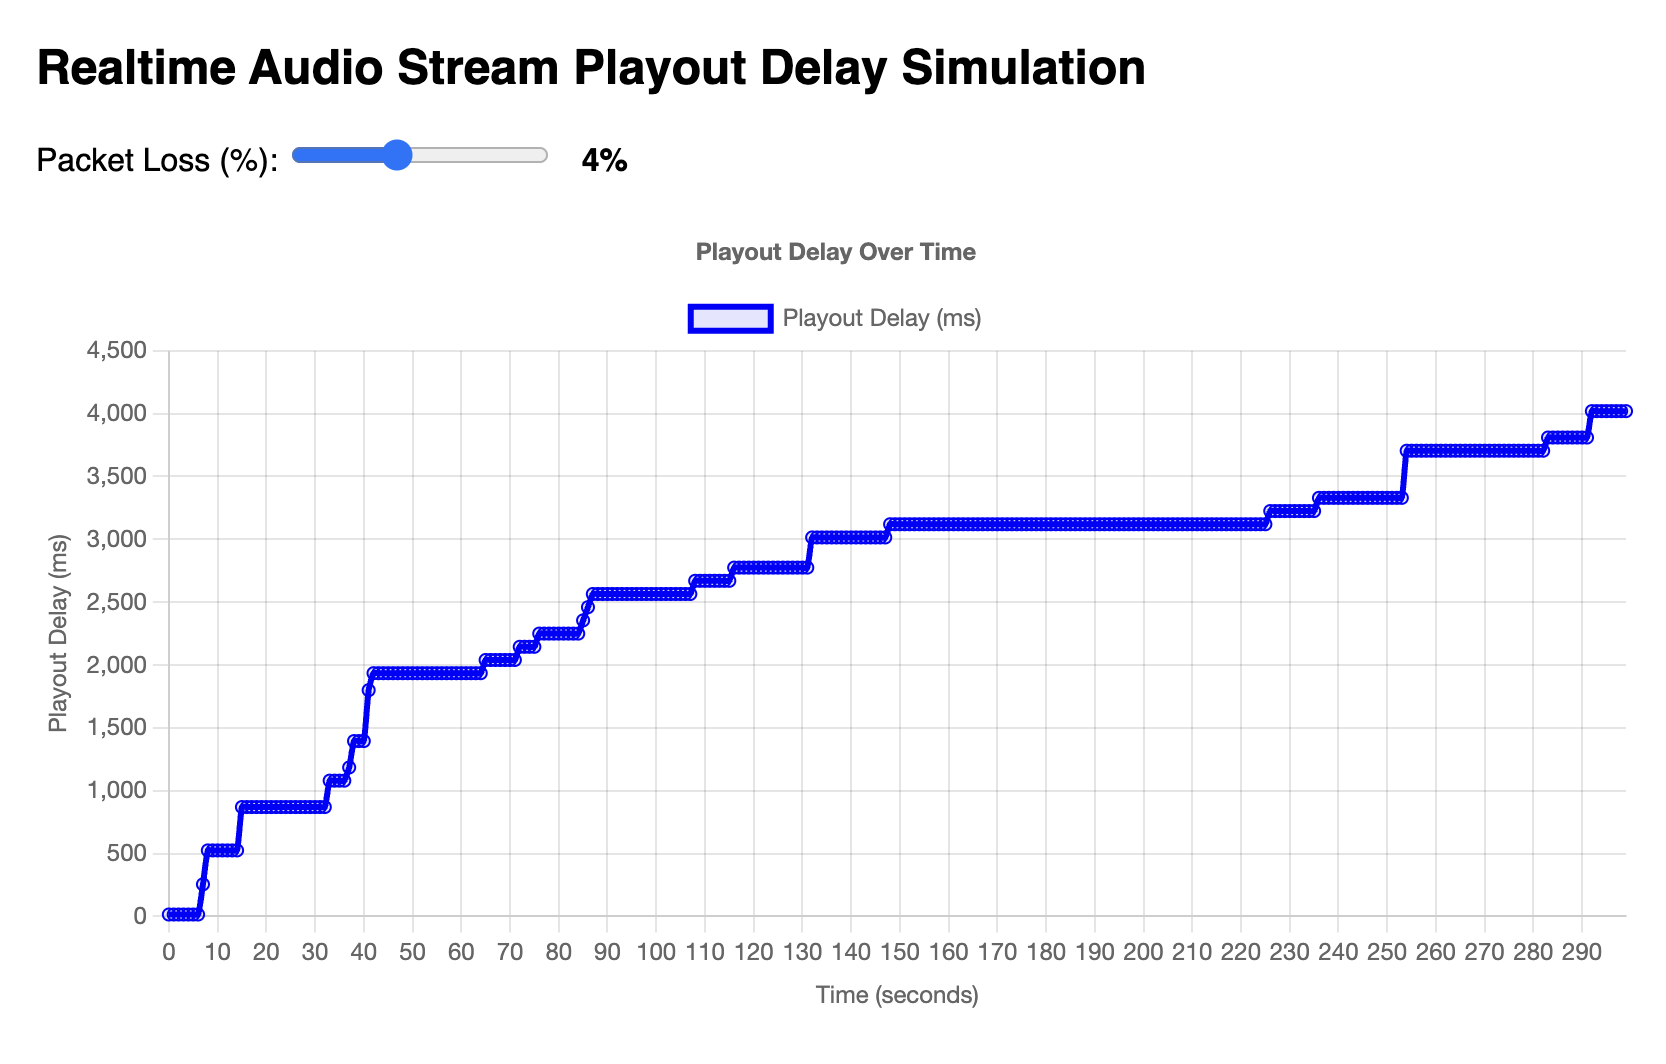 Realtime Audio Stream Playout Delay Simulation
Packet Loss (%): 4%
Playout Delay Over Time
Playout Delay (ms)
4,500
4,000
3,500
3,000
2,500
2,000
1,500
1,000
500
0
Playout Delay (ms)
0 10 20 30 40 50 60 70 80 90 100 110 120 130 140 150 160 170 180 190 200 210 220 230 240 250 260 270 280 290
Time (seconds)